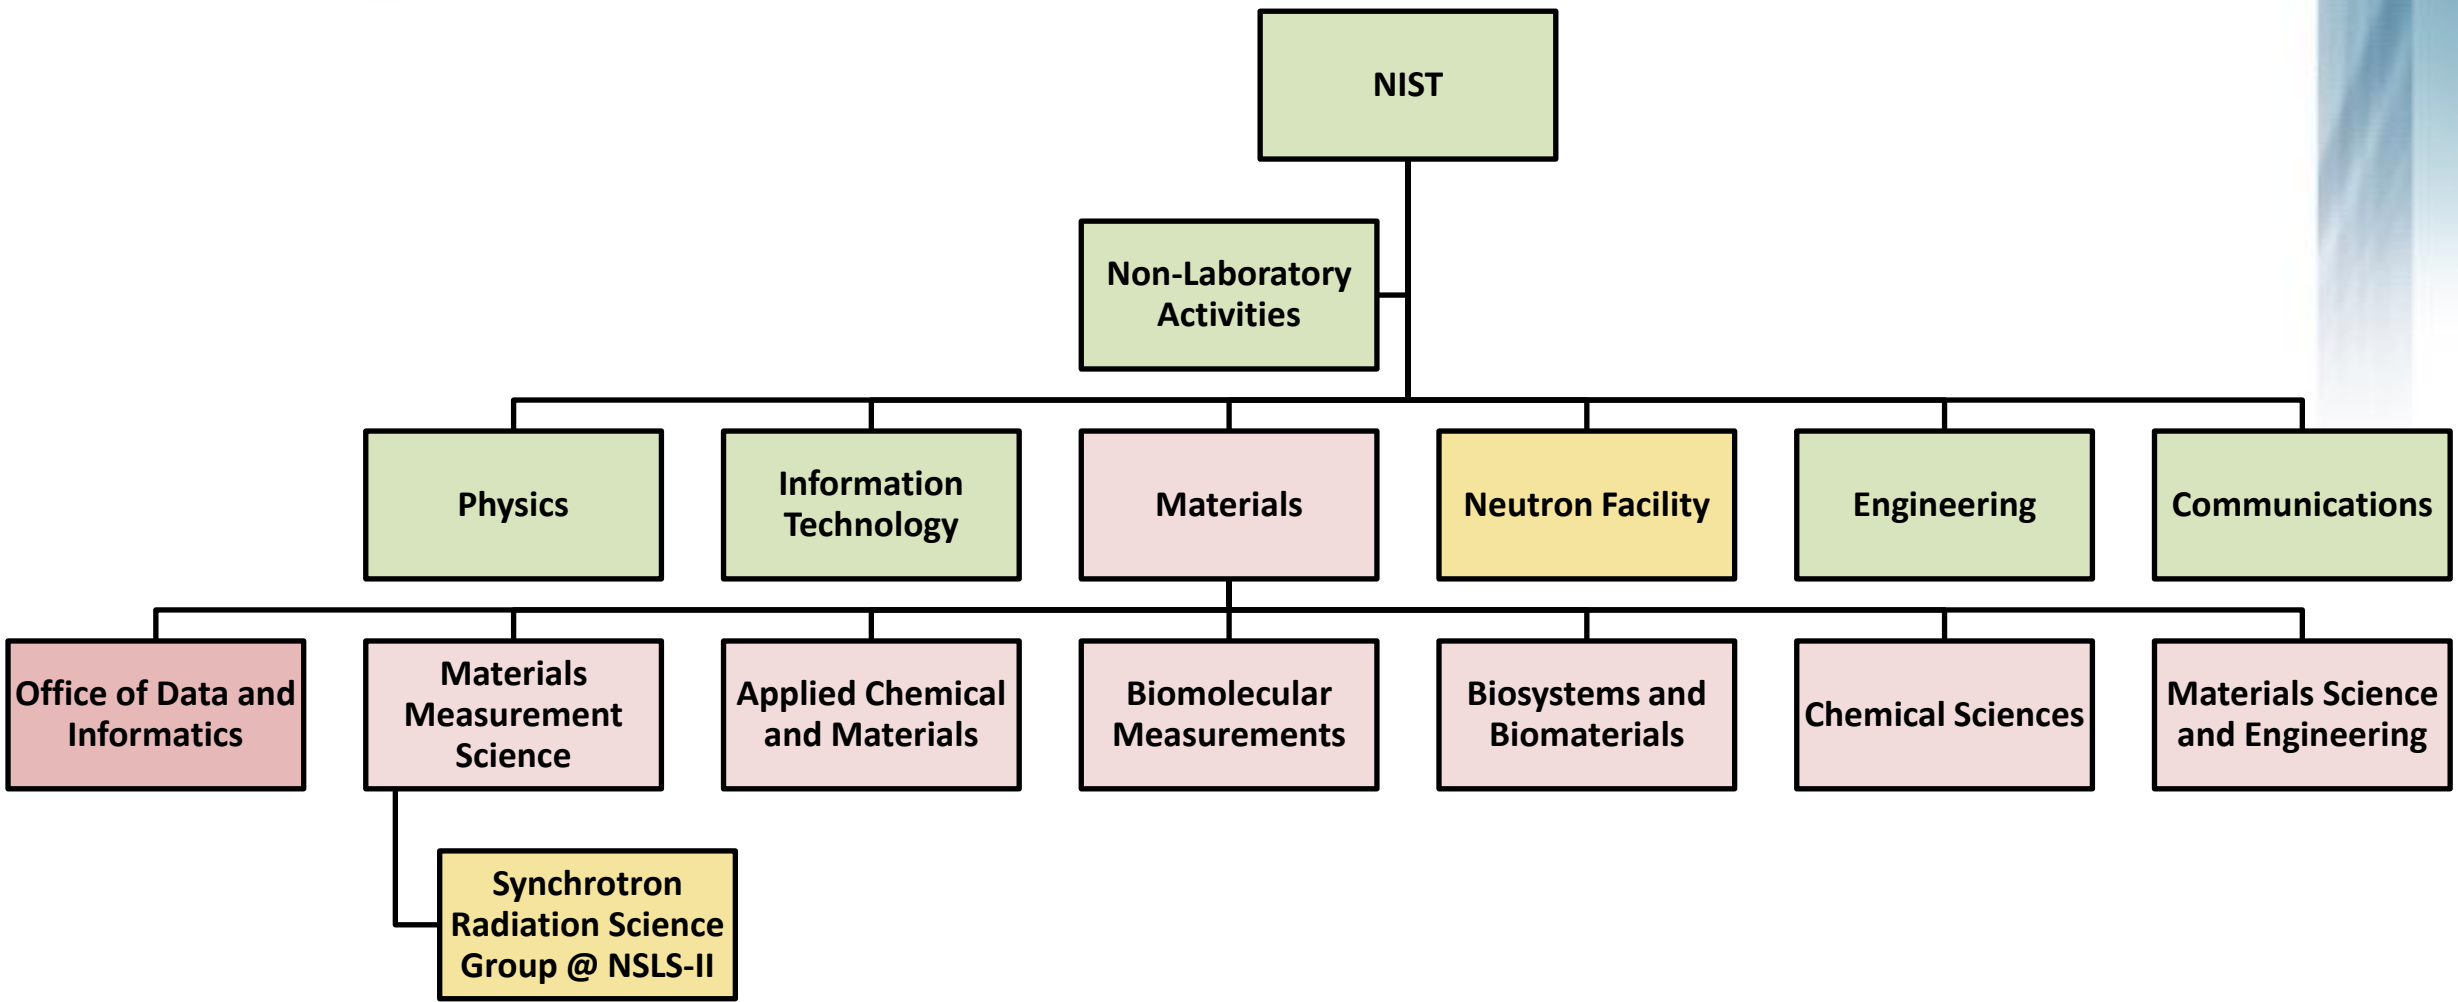 NIST
Non-Laboratory
Activities
Physics
Information
Technology
Materials
Neutron Facility
Engineering
Communications
Office of Data and
Informatics
Materials
Measurement
Science
Applied Chemical
and Materials
Biomolecular
Measurements
Biosystems and
Biomaterials
Chemical Sciences
Materials Science
and Engineering
Synchrotron
Radiation Science
Group @ NSLS-II